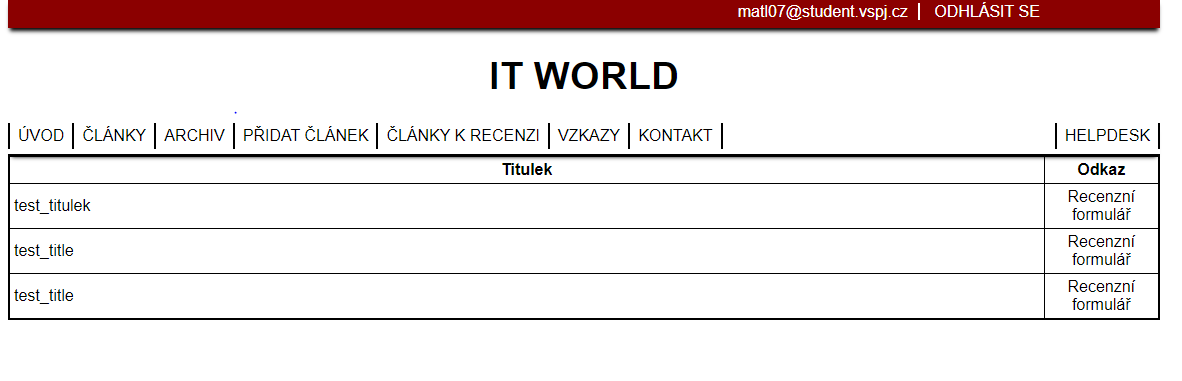 matl07@student.vspj.cz | ODHLÁSIT SE
IT WORLD
ÚVOD | ČLÁNKY | ARCHIV | PŘIDAT ČLÁNEK | ČLÁNKY K RECENZI | VZKAZY | KONTAKT | HELPDESK
Titulek Odkaz
test_titulek Recenzní
formulář
test_title Recenzní
formulář
test_title Recenzní
formulář